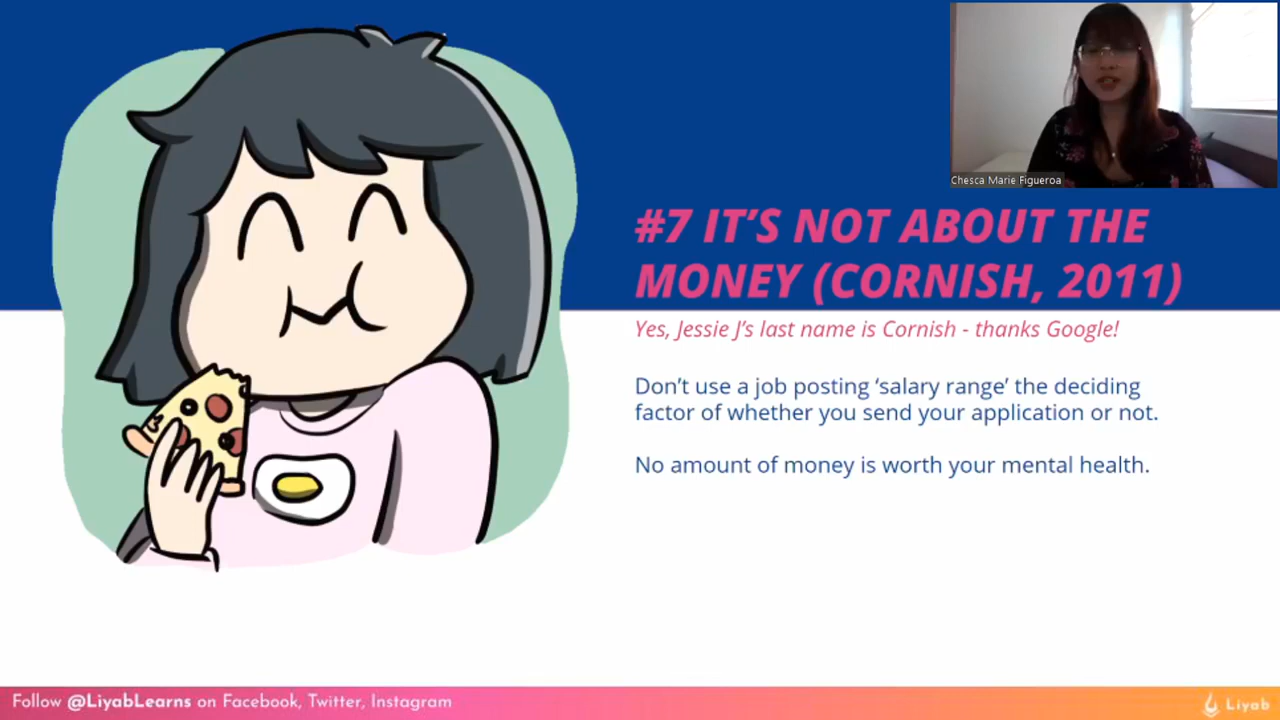 Chesca Marie Figueroa
#7 IT'S NOT ABOUT THE
MONEY (CORNISH, 2011)
Yes, Jessie J's last name is Cornish - thanks Google!
Don't use a job posting ‘salary range’ the deciding
factor of whether you send your application or not.
No amount of money is worth your mental health.
Follow @LiyabLearns on Facebook, Twitter, Instagram
Liyab